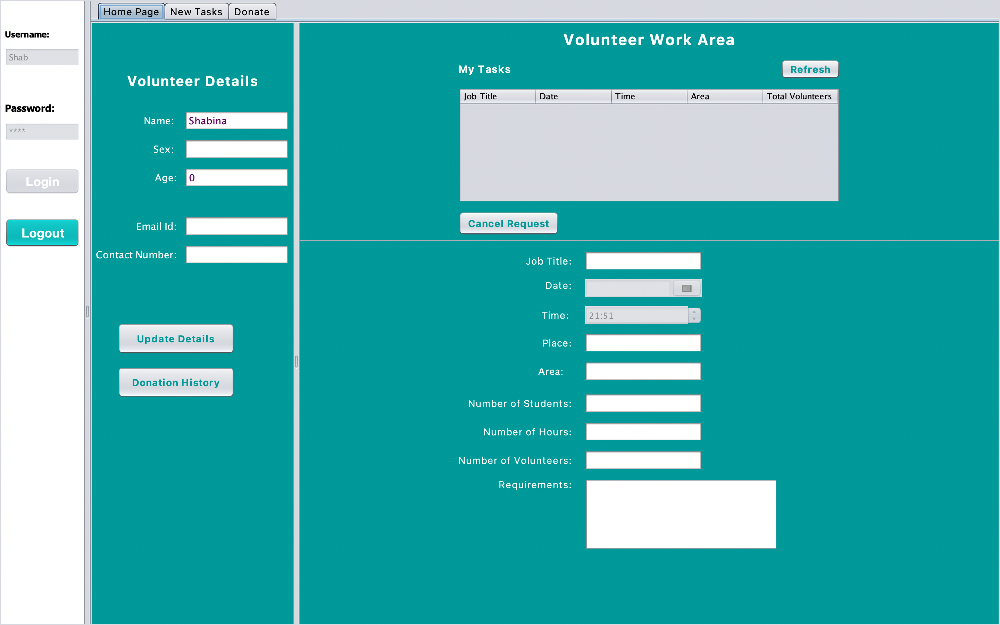 Home Page New Tasks Donate
Username:
Shab
Password:
****
Login
Logout
Volunteer Details
Name: Shabina
Sex:
Age: 0
Email Id:
Contact Number:
Update Details
Donation History
Volunteer Work Area
My Tasks Refresh
Job Title Date Time Area Total Volunteers
Cancel Request
Job Title:
Date:
Time: 21:51
Place:
Area:
Number of Students:
Number of Hours:
Number of Volunteers:
Requirements: